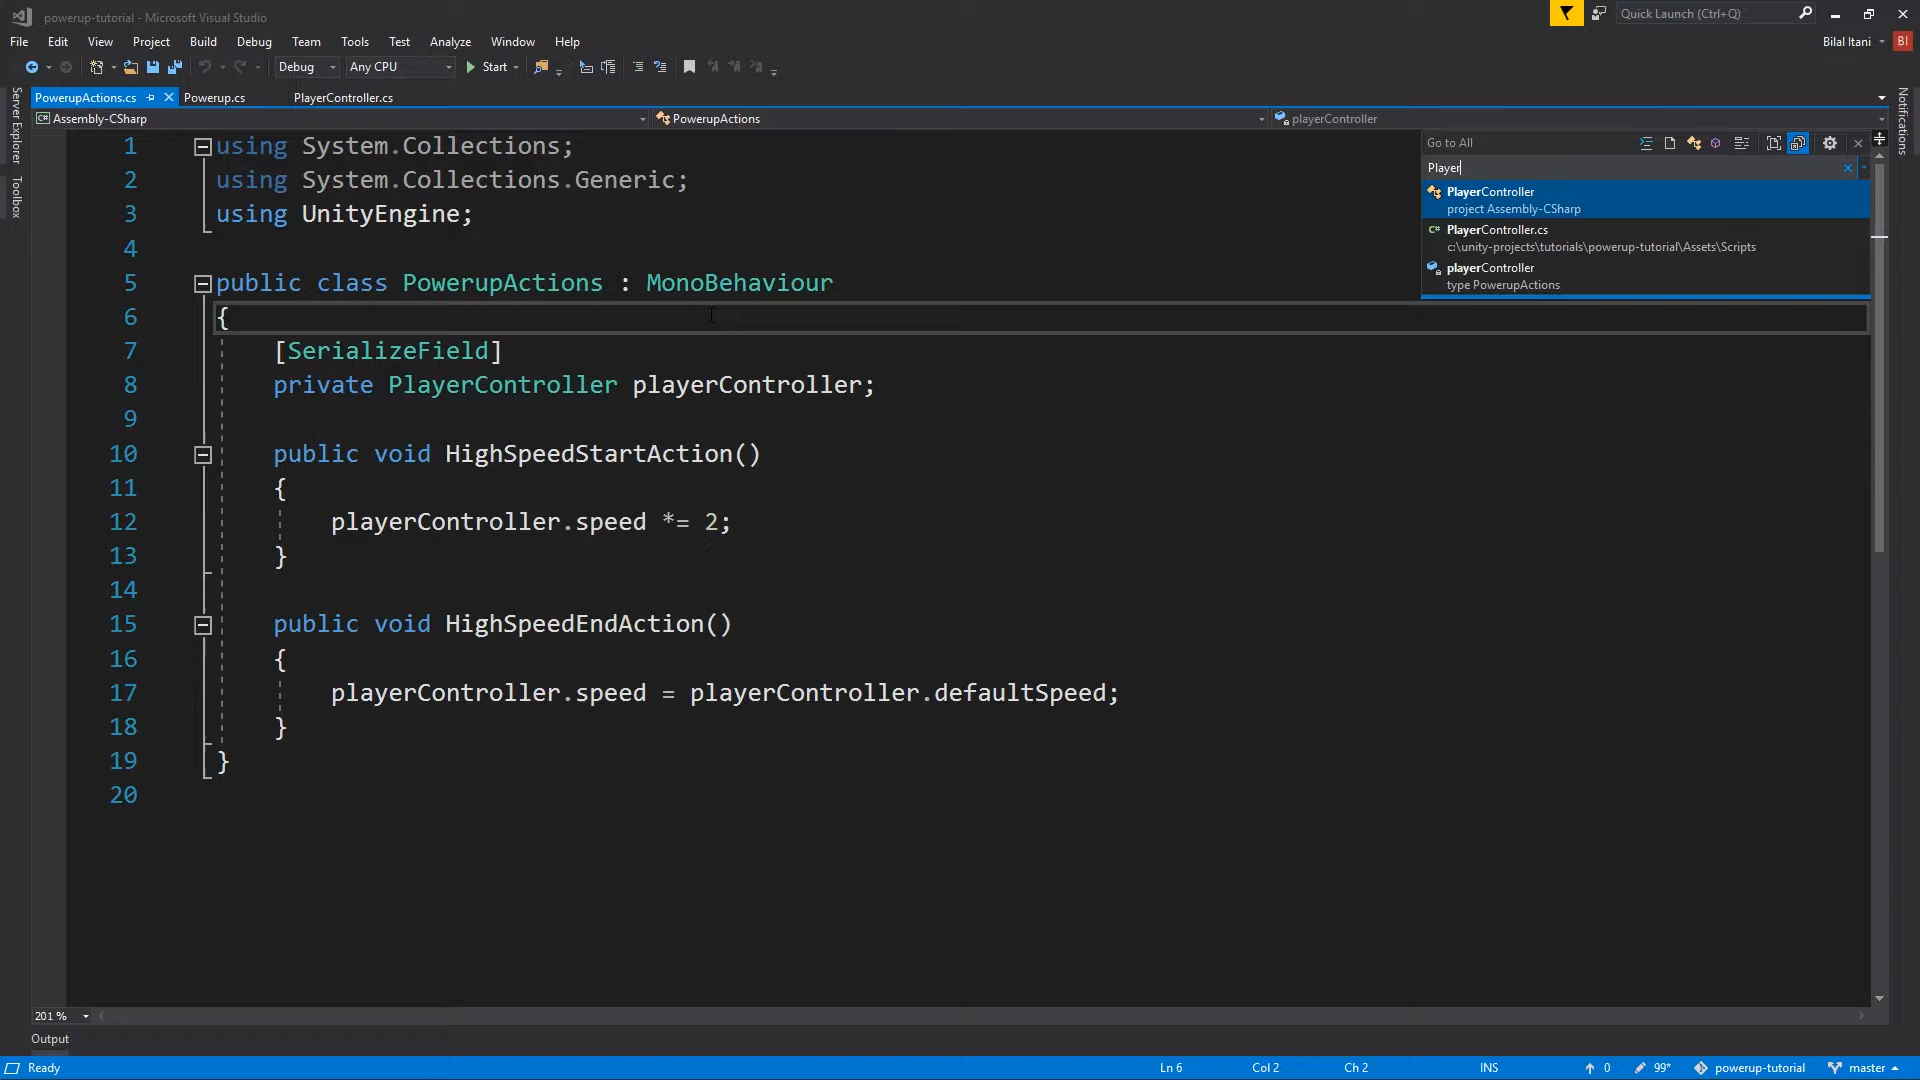 powerup-tutorial - Microsoft Visual Studio
Quick Launch (Ctrl+Q)
File Edit View Project Build Debug Team Tools Test Analyze Window Help
Bilal Itani BI
Debug Any CPU Start
PowerupActions.cs Powerup.cs PlayerController.cs
Assembly-CSharp PowerupActions playerController
Server Explorer
Toolbox
Notifications
Go to All
Player
PlayerController
project Assembly-CSharp
PlayerController.cs
c:\unity-projects\tutorials\powerup-tutorial\Assets\Scripts
playerController
type PowerupActions
1 using System.Collections;
2 using System.Collections.Generic;
3 using UnityEngine;
4
5 public class PowerupActions : MonoBehaviour
6 {
7 [SerializeField]
8 private PlayerController playerController;
9
10 public void HighSpeedStartAction()
11 {
12 playerController.speed *= 2;
13 }
14
15 public void HighSpeedEndAction()
16 {
17 playerController.speed = playerController.defaultSpeed;
18 }
19 }
20
201 %
Output
Ready Ln 6 Col 2 Ch 2 INS 0 99* powerup-tutorial master